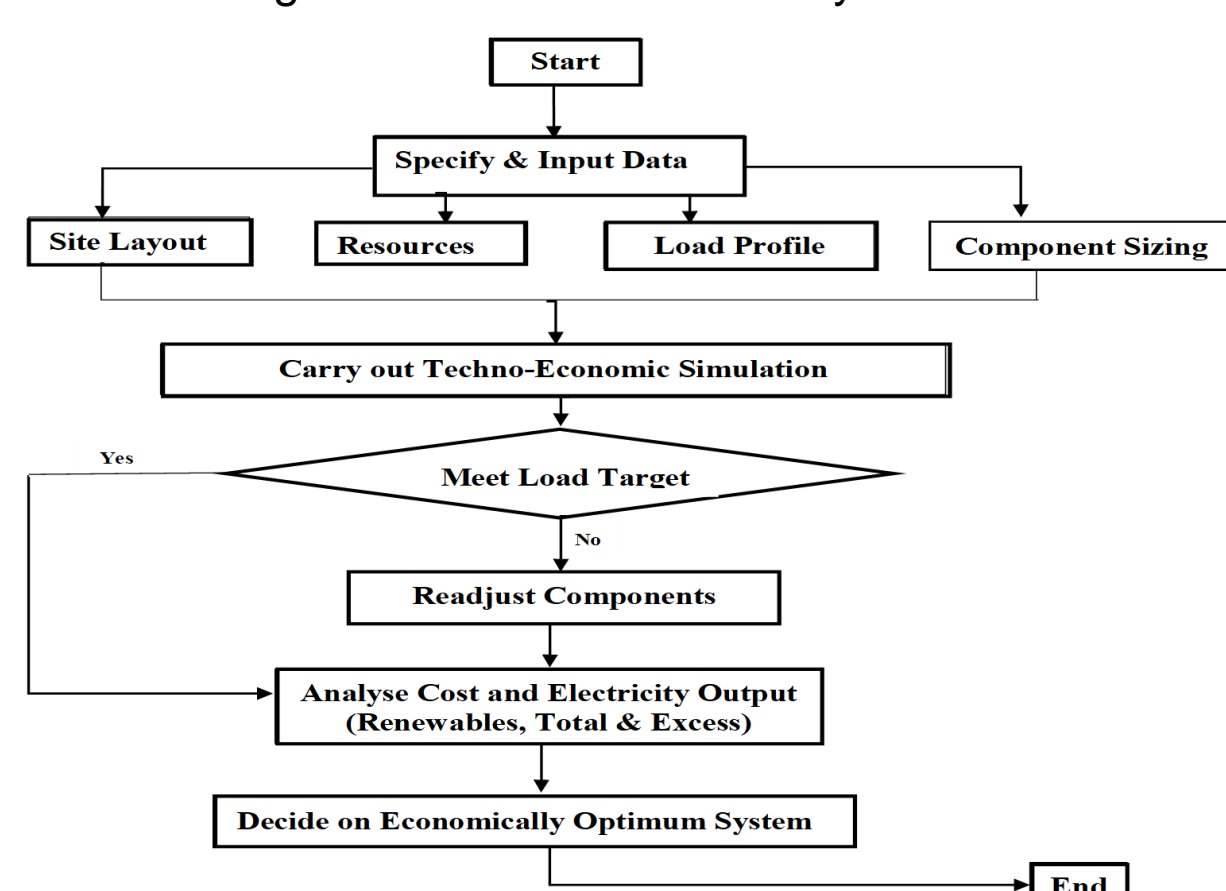 Start
Specify & Input Data
Site Layout
Resources
Load Profile
Component Sizing
Carry out Techno-Economic Simulation
Yes
Meet Load Target
No
Readjust Components
Analyse Cost and Electricity Output
(Renewables, Total & Excess)
Decide on Economically Optimum System
End